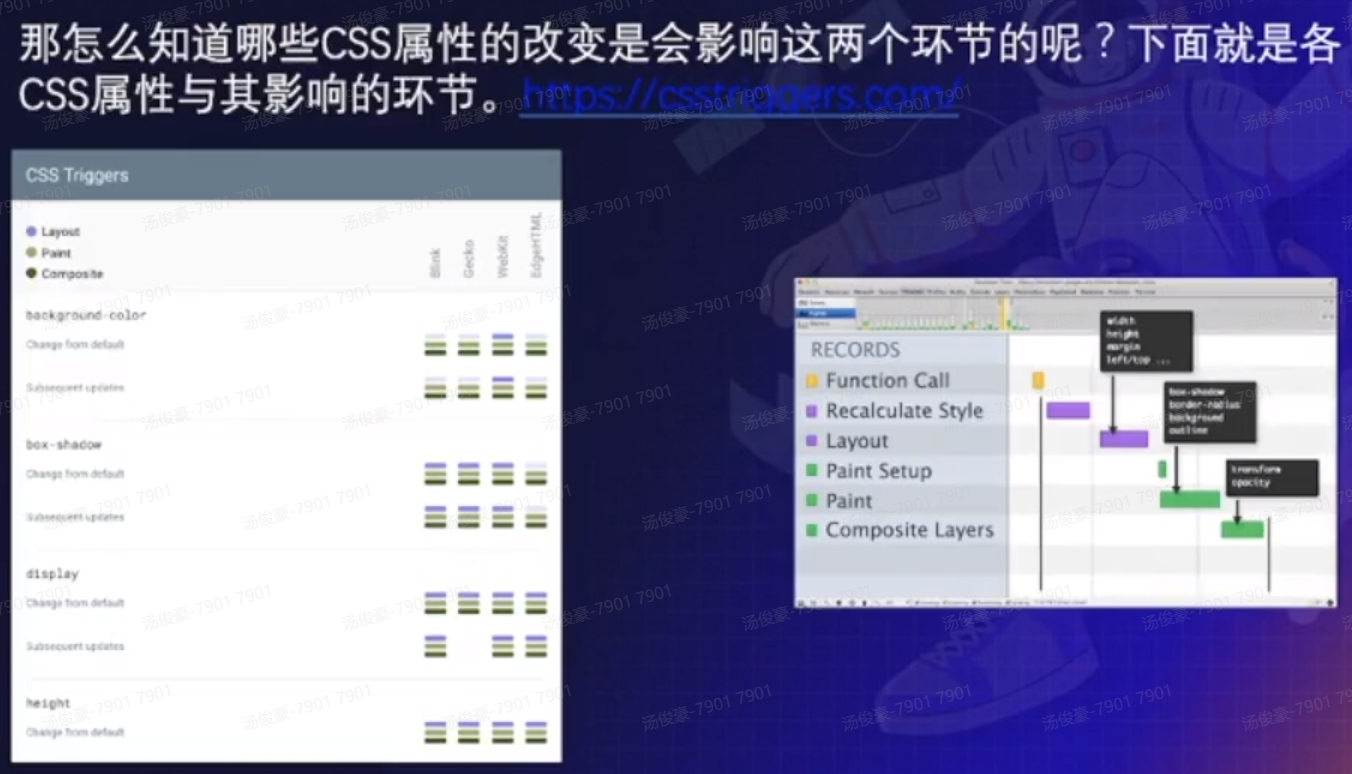 那怎么知道哪些CSS属性的改变是会影响这两个环节的呢？下面就是各
CSS属性与其影响的环节。https://csstriggers.com/
CSS Triggers
Layout
Paint
Composite
Blink
Gecko
WebKit
EdgeHTML
background-color
Change from default
Subsequent updates
box-shadow
Change from default
Subsequent updates
display
Change from default
Subsequent updates
height
Change from default
RECORDS
Function Call
Recalculate Style
Layout
Paint Setup
Paint
Composite Layers
width
height
margin
left/top ...
box-shadow
border-radius
background
outline
transform
opacity
汤俊豪-7901 7901